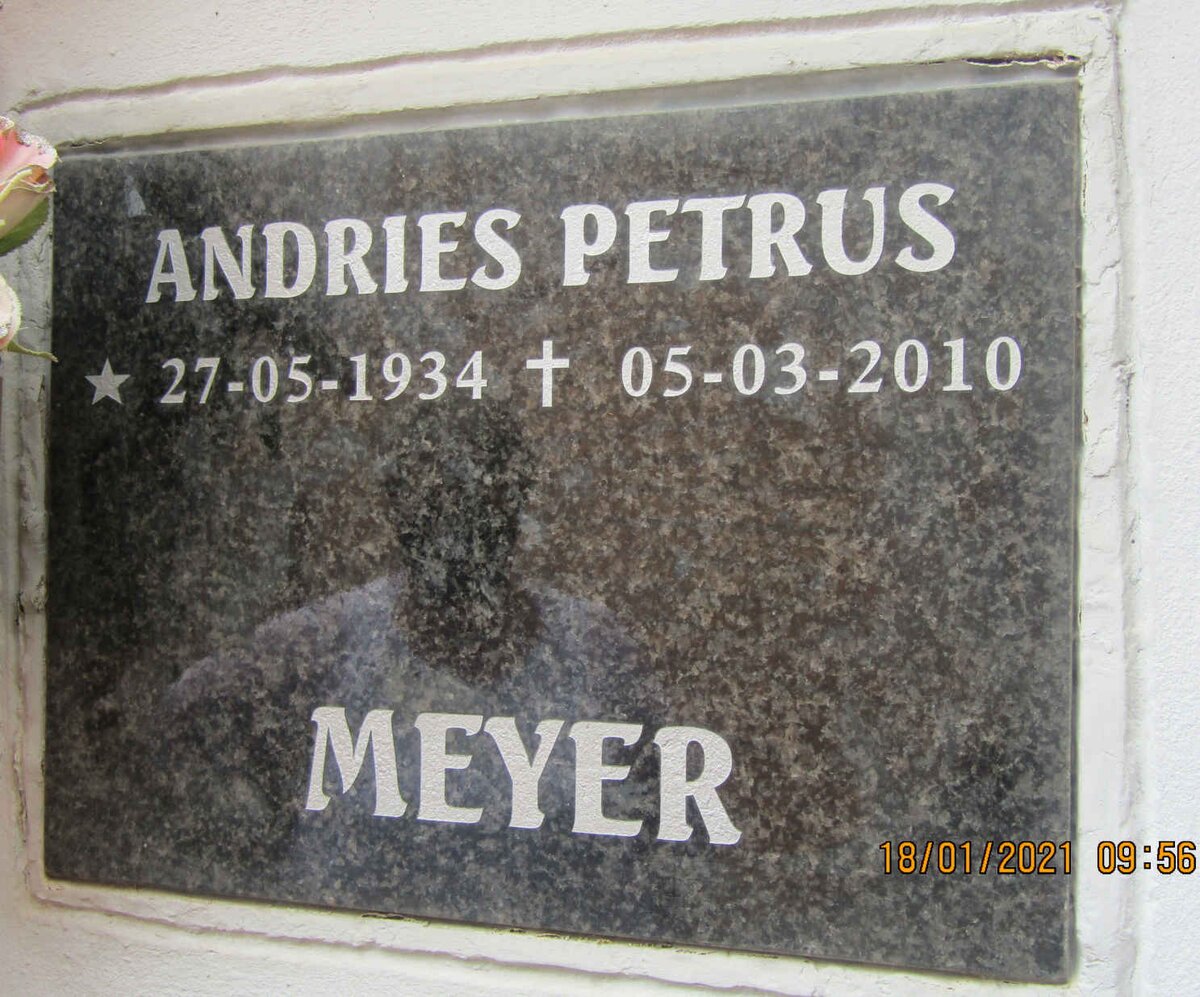 ANDRIES PETRUS
★ 27-05-1934 ✝ 05-03-2010
MEYER
18/01/2021 09:56